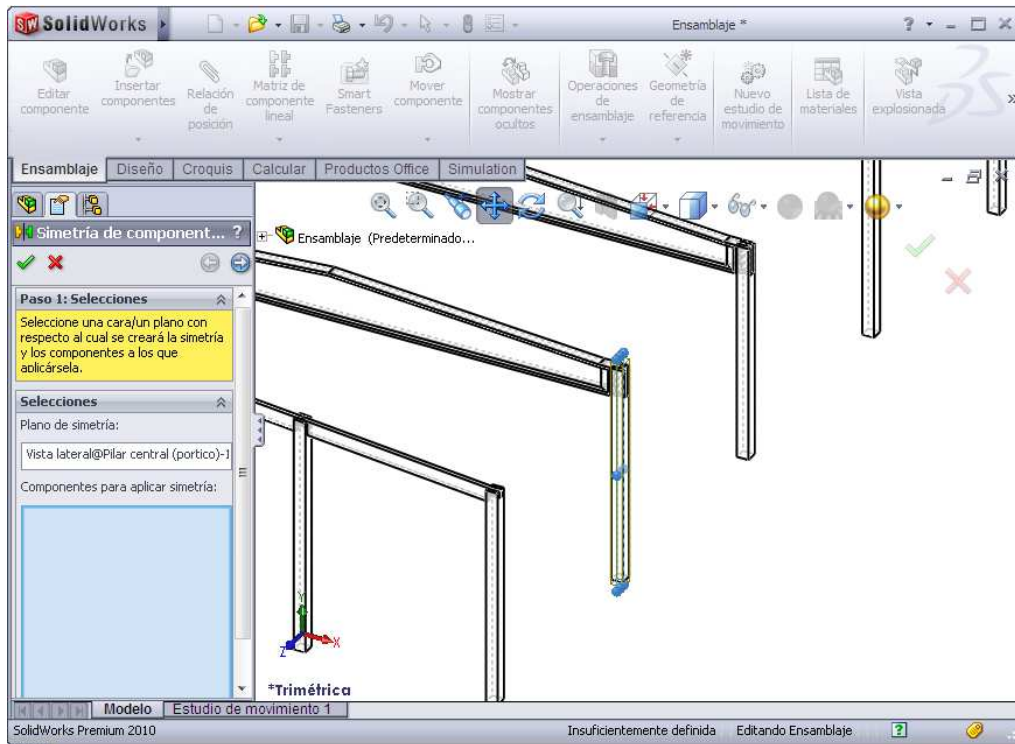 SolidWorks
Ensamblaje *
Editar componente
Insertar componentes
Relación de posición
Matriz de componente lineal
Smart Fasteners
Mover componente
Mostrar componentes ocultos
Operaciones de ensamblaje
Geometría de referencia
Nuevo estudio de movimiento
Lista de materiales
Vista explosionada
Ensamblaje
Diseño
Croquis
Calcular
Productos Office
Simulation
Simetría de component... ?
Ensamblaje (Predeterminado...
Paso 1: Selecciones
Seleccione una cara/un plano con
respecto al cual se creará la simetría
y los componentes a los que
aplicársela.
Selecciones
Plano de simetría:
Vista lateral@Pilar central (portico)-1
Componentes para aplicar simetría:
Y
X
Z
*Trimétrica
Modelo
Estudio de movimiento 1
SolidWorks Premium 2010
Insuficientemente definida
Editando Ensamblaje